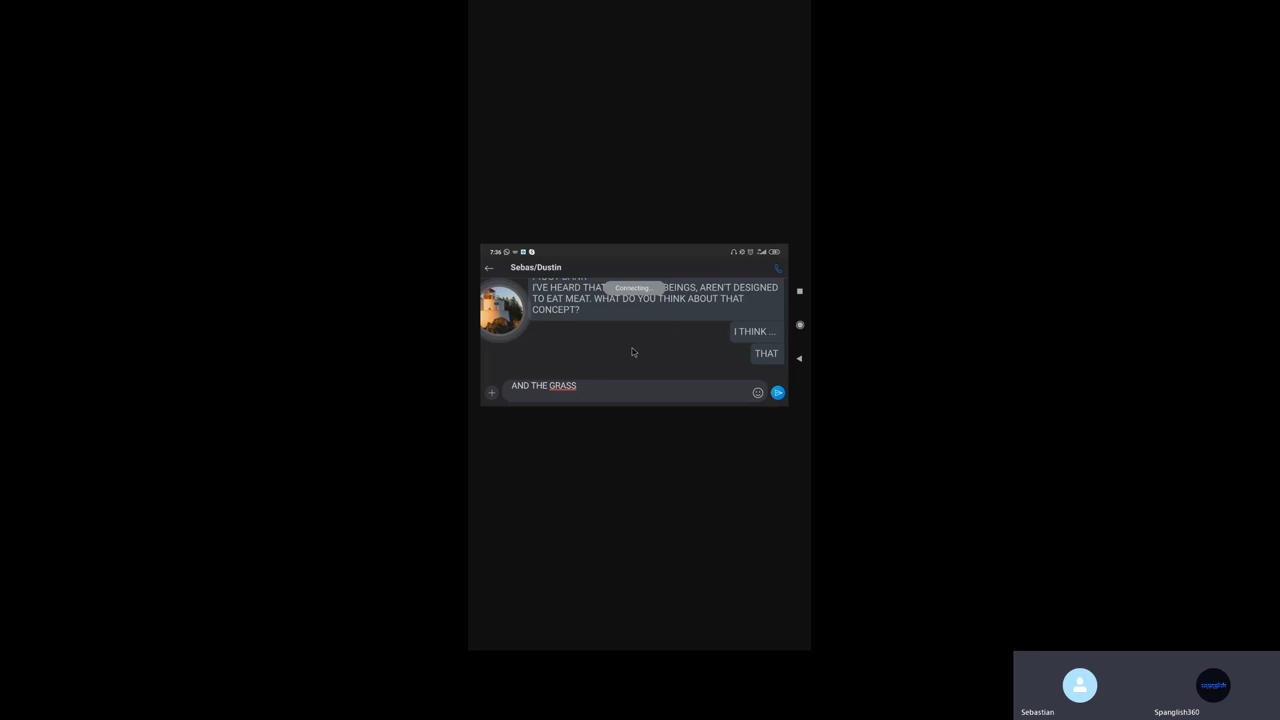 7:36
Sebas/Dustin
Connecting...
I'VE HEARD THAT BEINGS, AREN'T DESIGNED
TO EAT MEAT. WHAT DO YOU THINK ABOUT THAT
CONCEPT?
I THINK ...
THAT
AND THE GRASS
Sebastian
Spanglish360